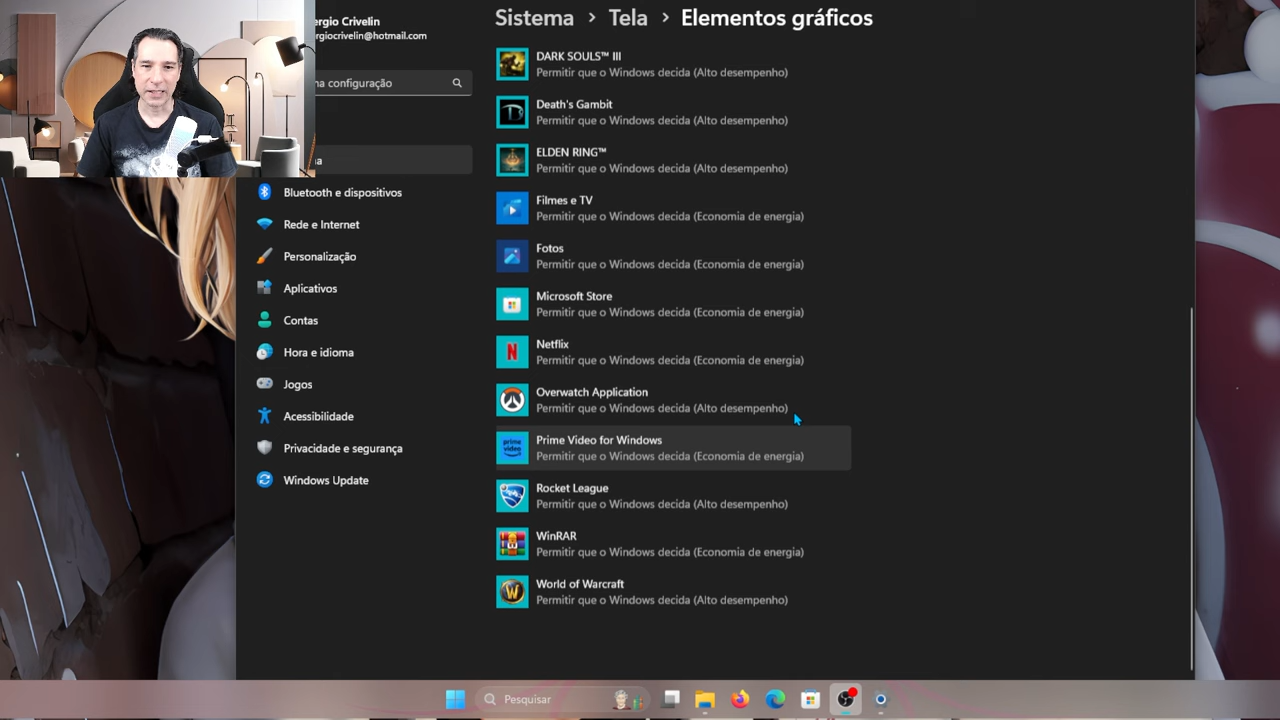 ergio Crivelin
rgiocrivelin@hotmail.com
na configuração
na
Bluetooth e dispositivos
Rede e Internet
Personalização
Aplicativos
Contas
Hora e idioma
Jogos
Acessibilidade
Privacidade e segurança
Windows Update
Sistema > Tela > Elementos gráficos
DARK SOULS™ III
Permitir que o Windows decida (Alto desempenho)
Death's Gambit
Permitir que o Windows decida (Alto desempenho)
ELDEN RING™
Permitir que o Windows decida (Alto desempenho)
Filmes e TV
Permitir que o Windows decida (Economia de energia)
Fotos
Permitir que o Windows decida (Economia de energia)
Microsoft Store
Permitir que o Windows decida (Economia de energia)
Netflix
Permitir que o Windows decida (Economia de energia)
Overwatch Application
Permitir que o Windows decida (Alto desempenho)
prime video
Prime Video for Windows
Permitir que o Windows decida (Economia de energia)
Rocket League
Permitir que o Windows decida (Alto desempenho)
WinRAR
Permitir que o Windows decida (Economia de energia)
World of Warcraft
Permitir que o Windows decida (Alto desempenho)
Pesquisar